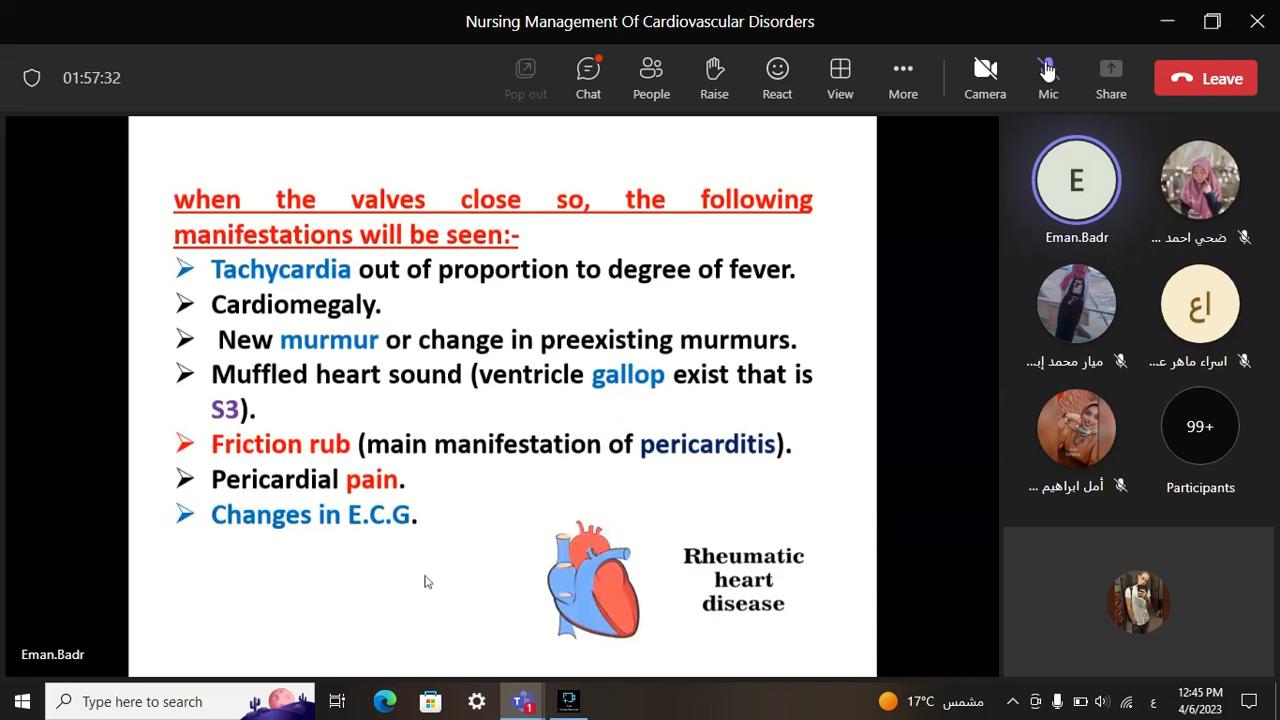 Nursing Management Of Cardiovascular Disorders
01:57:32
Pop out
Chat
People
Raise
React
View
More
Camera
Mic
Share
Leave
when the valves close so, the following
manifestations will be seen:-
Tachycardia out of proportion to degree of fever.
Cardiomegaly.
New murmur or change in preexisting murmurs.
Muffled heart sound (ventricle gallop exist that is
S3).
Friction rub (main manifestation of pericarditis).
Pericardial pain.
Changes in E.C.G.
Rheumatic
heart
disease
Eman.Badr
E
Eman.Badr
ضحي احمد ...
ميار محمد إبـ...
اع
اسراء ماهر عـ...
أمل ابراهيم ...
99+
Participants
Type here to search
1
17°C مشمس
ع
12:45 PM
4/6/2023